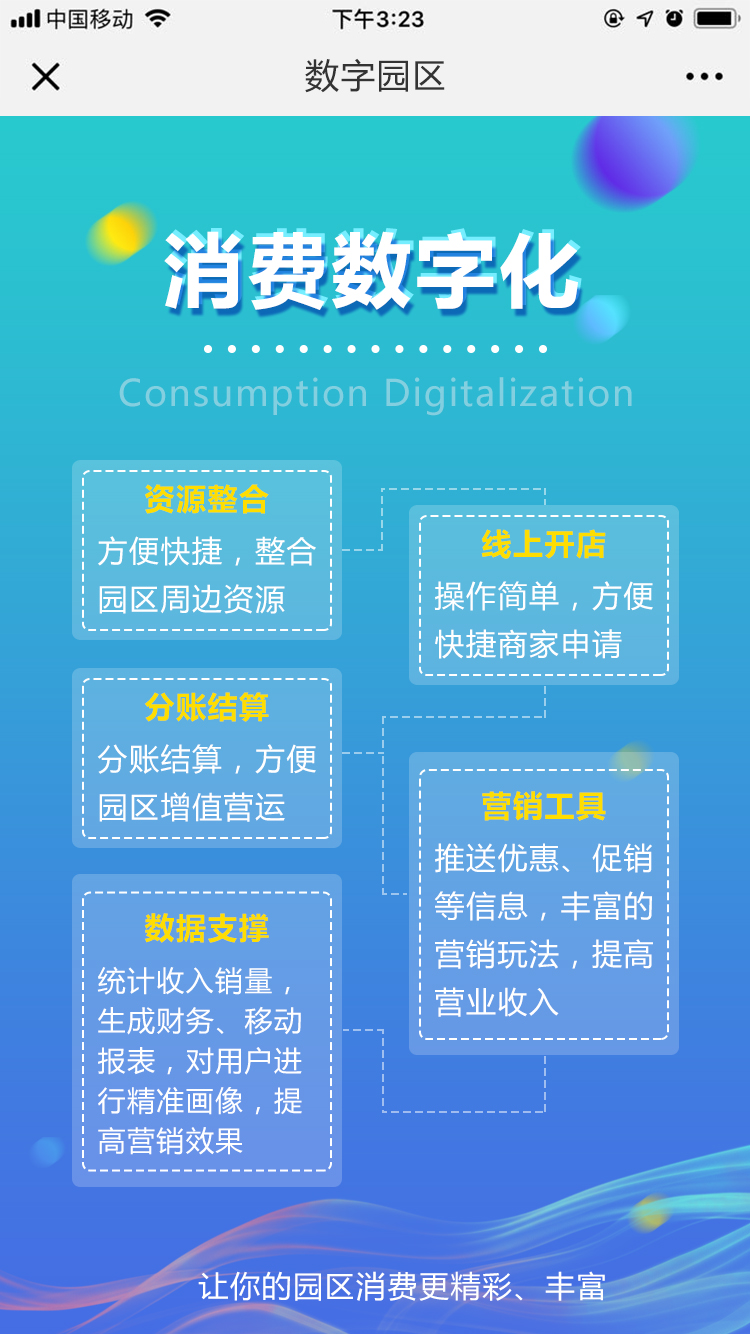 中国移动
下午3:23
数字园区
消费数字化
Consumption Digitalization
资源整合
方便快捷，整合
园区周边资源
线上开店
操作简单，方便
快捷商家申请
分账结算
分账结算，方便
园区增值营运
营销工具
推送优惠、促销
等信息，丰富的
营销玩法，提高
营业收入
数据支撑
统计收入销量，
生成财务、移动
报表，对用户进
行精准画像，提
高营销效果
让你的园区消费更精彩、丰富